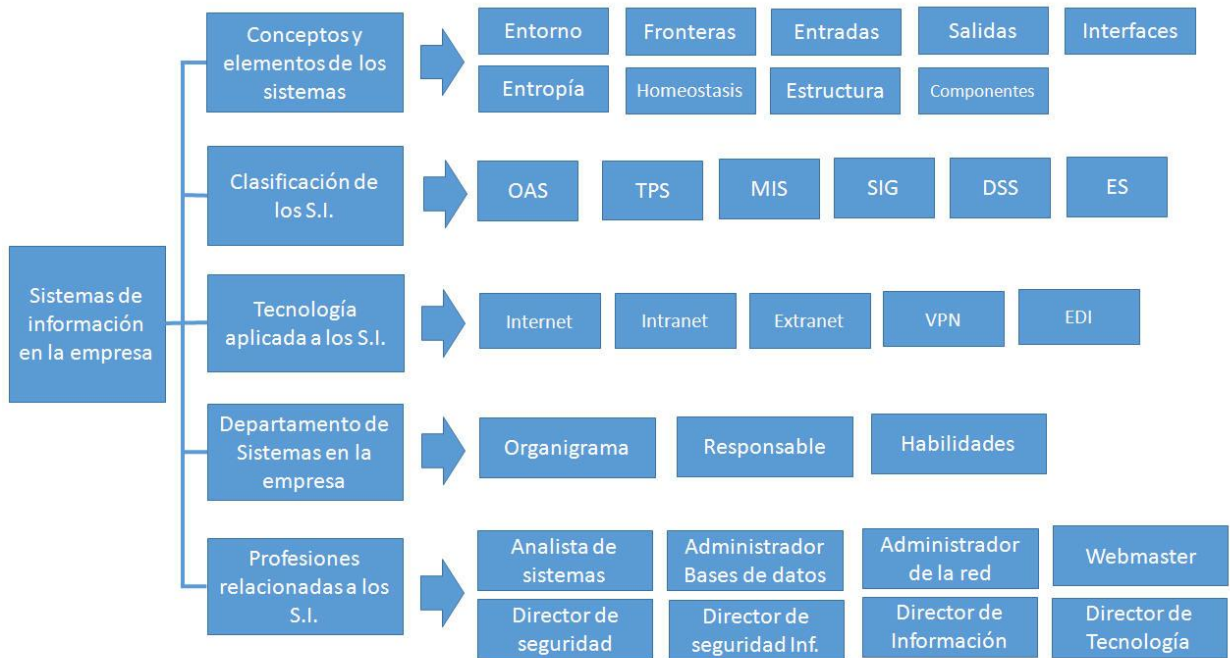 Sistemas de
información
en la empresa
Conceptos y
elementos de los
sistemas
Entorno
Fronteras
Entradas
Salidas
Interfaces
Entropía
Homeostasis
Estructura
Componentes
Clasificación de
los S.I.
OAS
TPS
MIS
SIG
DSS
ES
Tecnología
aplicada a los S.I.
Internet
Intranet
Extranet
VPN
EDI
Departamento de
Sistemas en la
empresa
Organigrama
Responsable
Habilidades
Profesiones
relacionadas a los
S.I.
Analista de
sistemas
Administrador
Bases de datos
Administrador
de la red
Webmaster
Director de
seguridad
Director de
seguridad Inf.
Director de
Información
Director de
Tecnología